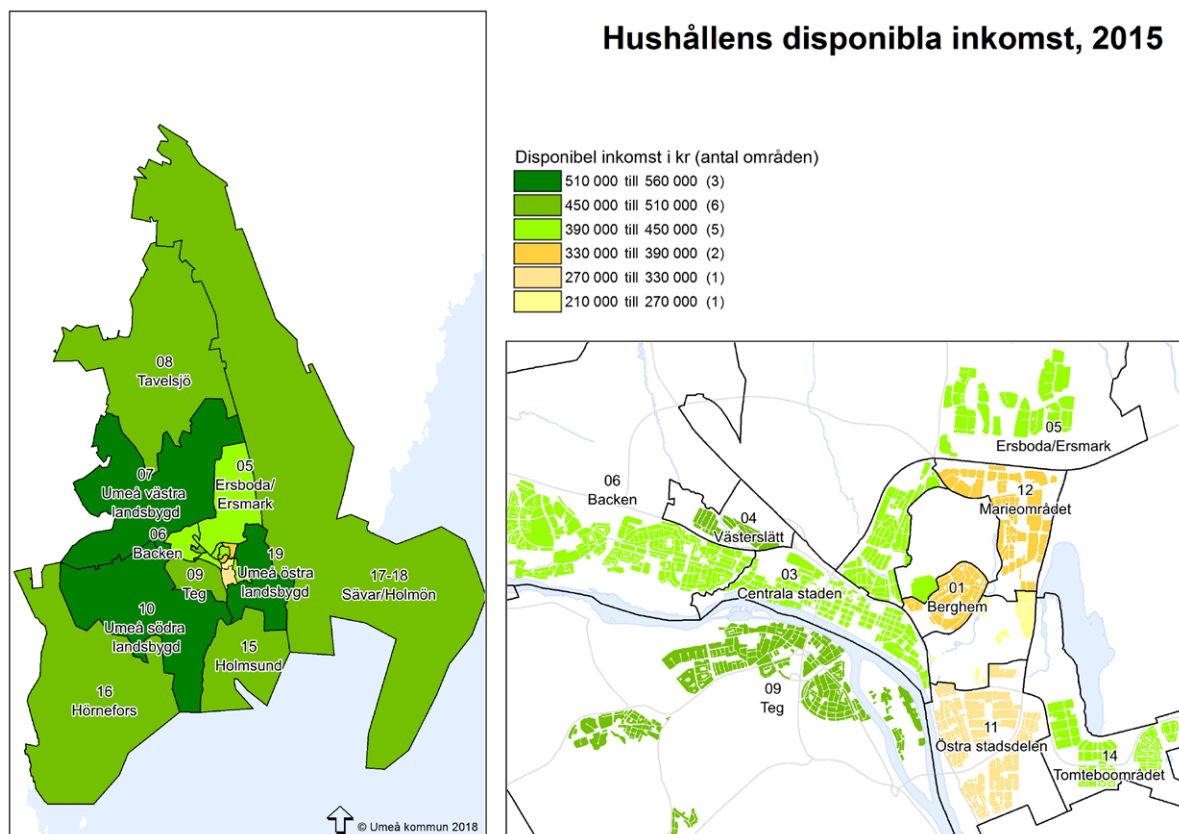 Hushållens disponibla inkomst, 2015
Disponibel inkomst i kr (antal områden)
510 000 till 560 000 (3)
450 000 till 510 000 (6)
390 000 till 450 000 (5)
330 000 till 390 000 (2)
270 000 till 330 000 (1)
210 000 till 270 000 (1)
08
Tavelsjö
07
Umeå västra
landsbygd
05
Ersboda/
Ersmark
06
Backen
19
Umeå östra
landsbygd
09
Teg
17-18
Sävar/Holmön
10
Umeå södra
landsbygd
15
Holmsund
16
Hörnefors
© Umeå kommun 2018
05
Ersboda/Ersmark
06
Backen
12
Marieområdet
04
Västerslätt
03
Centrala staden
01
Berghem
09
Teg
11
Östra stadsdelen
14
Tomteboområdet